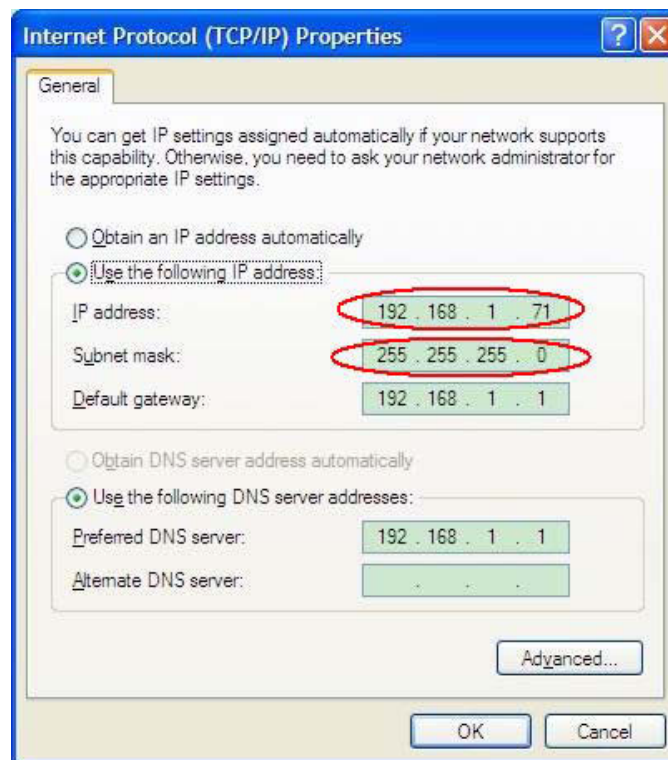 Internet Protocol (TCP/IP) Properties
General
You can get IP settings assigned automatically if your network supports
this capability. Otherwise, you need to ask your network administrator for
the appropriate IP settings.
Obtain an IP address automatically
Use the following IP address:
IP address: 192 . 168 . 1 . 71
Subnet mask: 255 . 255 . 255 . 0
Default gateway: 192 . 168 . 1 . 1
Obtain DNS server address automatically
Use the following DNS server addresses:
Preferred DNS server: 192 . 168 . 1 . 1
Alternate DNS server: . . .
Advanced...
OK Cancel